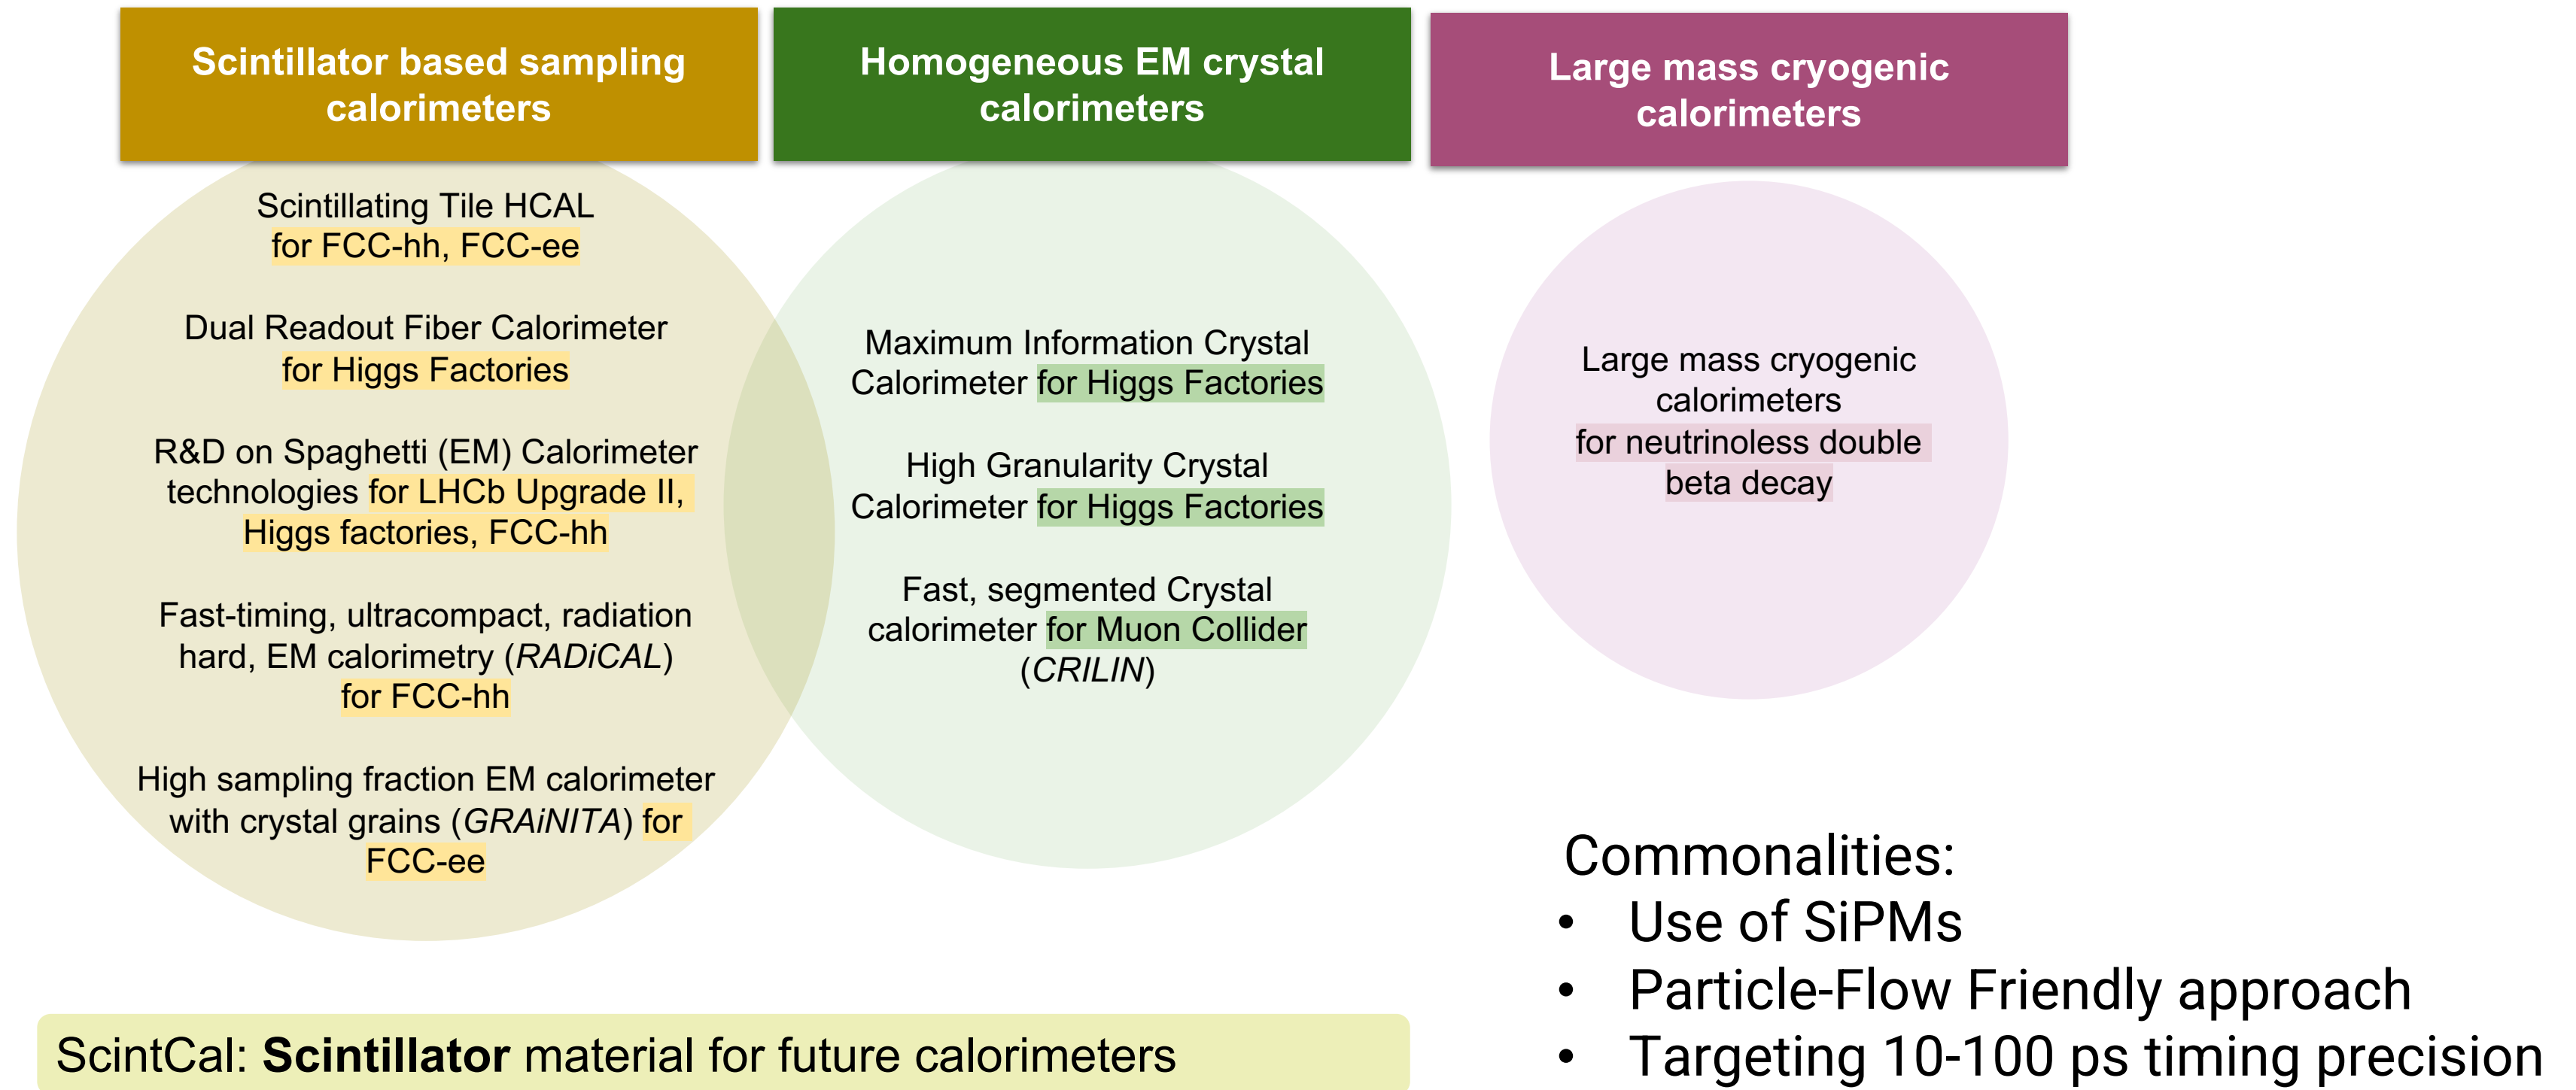 Scintillator based sampling
calorimeters
Scintillating Tile HCAL
for FCC-hh, FCC-ee
Dual Readout Fiber Calorimeter
for Higgs Factories
R&D on Spaghetti (EM) Calorimeter
technologies for LHCb Upgrade II,
Higgs factories, FCC-hh
Fast-timing, ultracompact, radiation
hard, EM calorimetry (RADiCAL)
for FCC-hh
High sampling fraction EM calorimeter
with crystal grains (GRAiNITA) for
FCC-ee
Homogeneous EM crystal
calorimeters
Maximum Information Crystal
Calorimeter for Higgs Factories
High Granularity Crystal
Calorimeter for Higgs Factories
Fast, segmented Crystal
calorimeter for Muon Collider
(CRILIN)
Large mass cryogenic
calorimeters
Large mass cryogenic
calorimeters
for neutrinoless double
beta decay
Commonalities:
• Use of SiPMs
• Particle-Flow Friendly approach
• Targeting 10-100 ps timing precision
ScintCal: Scintillator material for future calorimeters